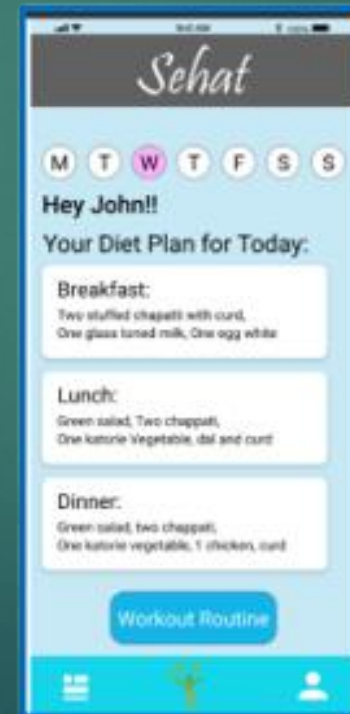 Sehat
M T W T F S S
Hey John!!
Your Diet Plan for Today:
Breakfast:
Two stuffed chapatti with curd,
One glass toned milk, One egg white
Lunch:
Green salad, Two chappati,
One katorie Vegetable, dal and curd
Dinner:
Green salad, two chappati,
One katorie vegetable, 1 chicken, curd
Workout Routine